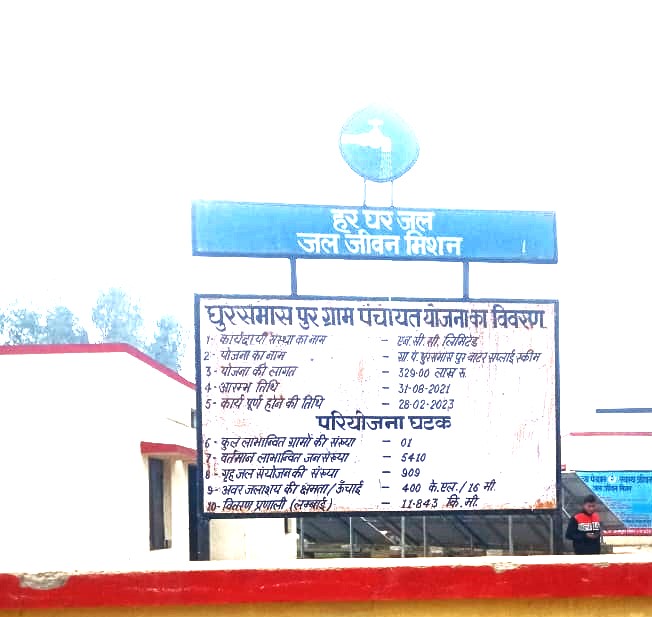 हर घर जल
जल जीवन मिशन
घुरसमास पुर ग्राम पंचायत योजना का विवरण
1- कार्यदायी संस्था का नाम - एन.सी.सी. लिमिटेड
2- योजना का नाम - ग्रा.पं. घुरसमास पुर वाटर सप्लाई स्कीम
3- योजना की लागत - 329.00 लाख रु.
4- आरम्भ तिथि - 31-08-2021
5- कार्य पूर्ण होने की तिथि - 28-02-2023
परियोजना घटक
6- कुल लाभान्वित ग्रामों की संख्या - 01
7- वर्तमान लाभान्वित जनसंख्या - 5410
8- गृह जल संयोजन की संख्या - 909
9- अवर जलाशय की क्षमता/ऊँचाई - 400 के.एल./16 मी.
10- वितरण प्रणाली (लम्बाई) - 11.843 कि.मी.
जल जीवन मिशन